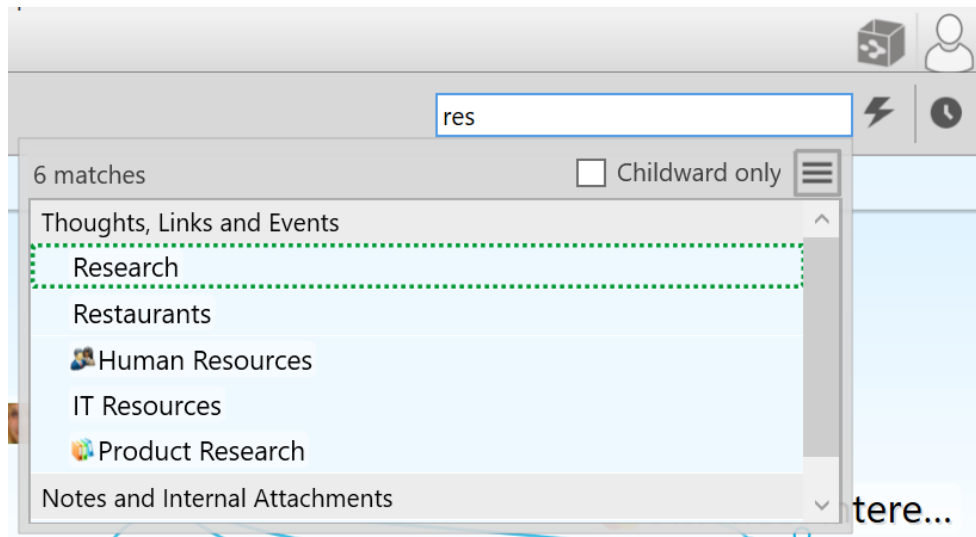 res
6 matches
Childward only
Thoughts, Links and Events
Research
Restaurants
Human Resources
IT Resources
Product Research
Notes and Internal Attachments
ntere...